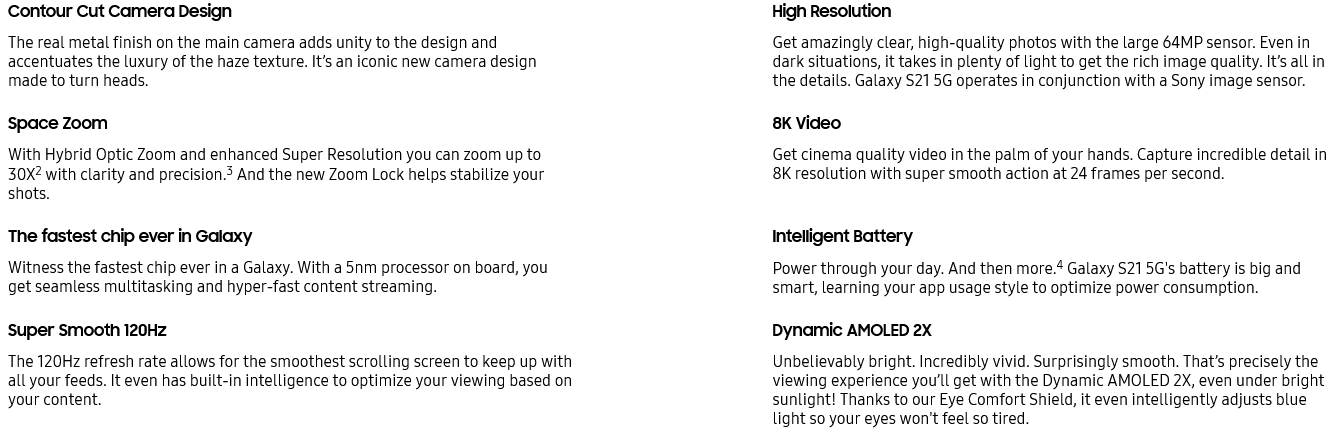 Contour Cut Camera Design
The real metal finish on the main camera adds unity to the design and
accentuates the luxury of the haze texture. It’s an iconic new camera design
made to turn heads.
High Resolution
Get amazingly clear, high-quality photos with the large 64MP sensor. Even in
dark situations, it takes in plenty of light to get the rich image quality. It’s all in
the details. Galaxy S21 5G operates in conjunction with a Sony image sensor.
Space Zoom
With Hybrid Optic Zoom and enhanced Super Resolution you can zoom up to
30X² with clarity and precision.³ And the new Zoom Lock helps stabilize your
shots.
8K Video
Get cinema quality video in the palm of your hands. Capture incredible detail in
8K resolution with super smooth action at 24 frames per second.
The fastest chip ever in Galaxy
Witness the fastest chip ever in a Galaxy. With a 5nm processor on board, you
get seamless multitasking and hyper-fast content streaming.
Intelligent Battery
Power through your day. And then more.⁴ Galaxy S21 5G's battery is big and
smart, learning your app usage style to optimize power consumption.
Super Smooth 120Hz
The 120Hz refresh rate allows for the smoothest scrolling screen to keep up with
all your feeds. It even has built-in intelligence to optimize your viewing based on
your content.
Dynamic AMOLED 2X
Unbelievably bright. Incredibly vivid. Surprisingly smooth. That’s precisely the
viewing experience you’ll get with the Dynamic AMOLED 2X, even under bright
sunlight! Thanks to our Eye Comfort Shield, it even intelligently adjusts blue
light so your eyes won't feel so tired.